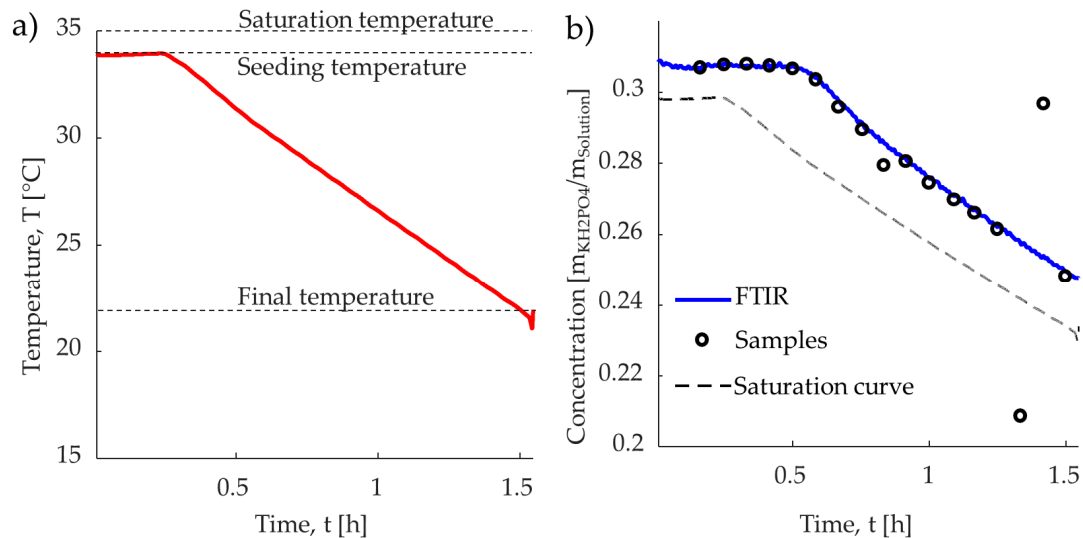 a)
Saturation temperature
Seeding temperature
Final temperature
35
30
25
20
15
Temperature, T [°C]
0.5
1
1.5
Time, t [h]
b)
0.3
0.28
0.26
0.24
0.22
0.2
Concentration [m_KH2PO4/m_Solution]
FTIR
Samples
Saturation curve
0.5
1
1.5
Time, t [h]